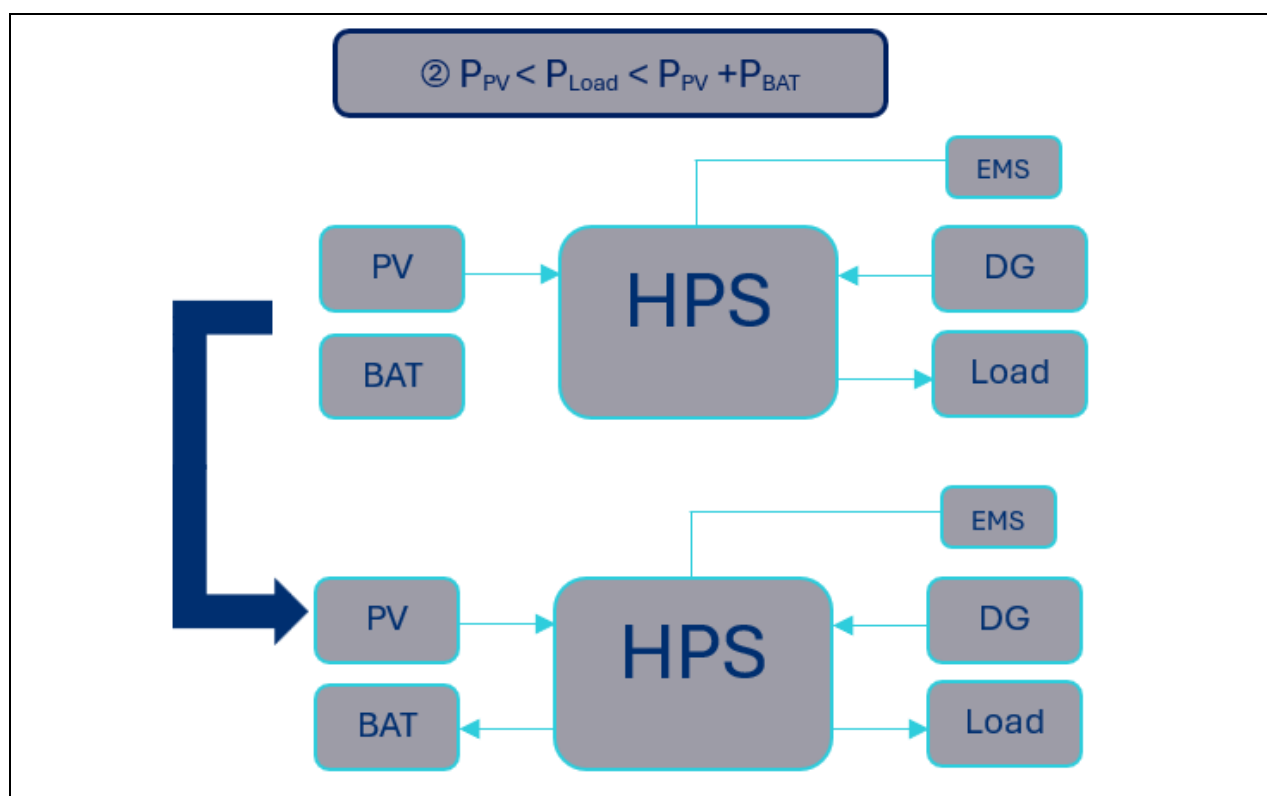 ② PPV < PLoad < PPV +PBAT
EMS
PV
HPS
DG
BAT
Load
EMS
PV
HPS
DG
BAT
Load